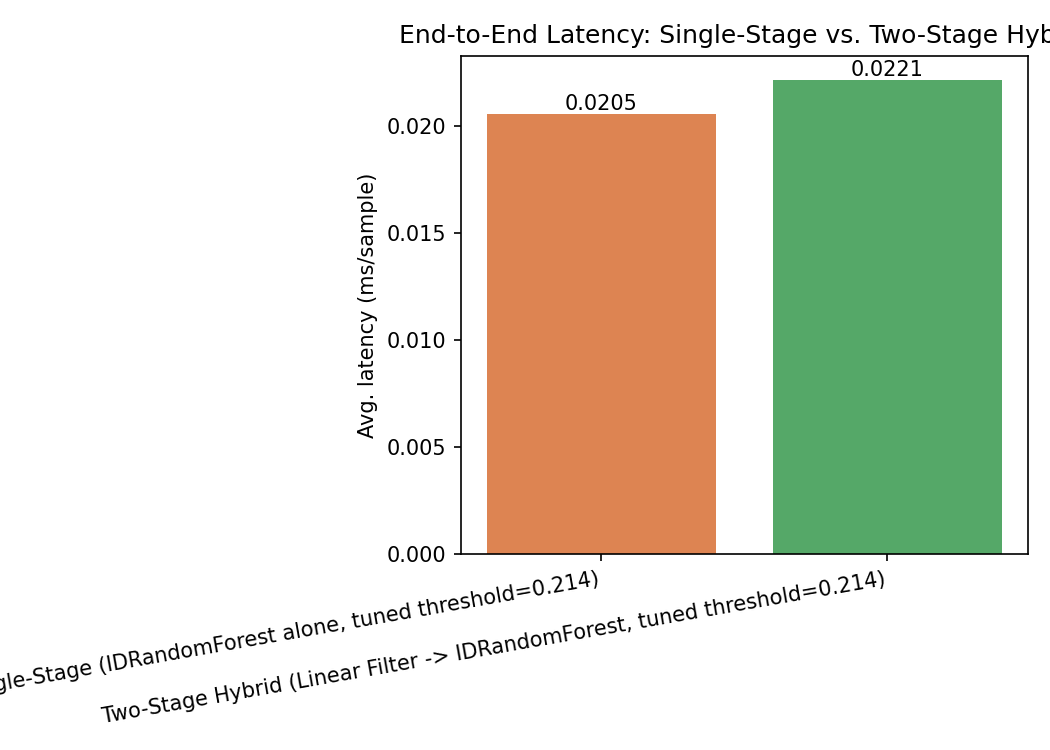 End-to-End Latency: Single-Stage vs. Two-Stage Hyb
0.0221
0.0205
0.020
0.015
0.010
0.005
0.000
Avg. latency (ms/sample)
gle-Stage (IDRandomForest alone, tuned threshold=0.214)
Two-Stage Hybrid (Linear Filter -> IDRandomForest, tuned threshold=0.214)